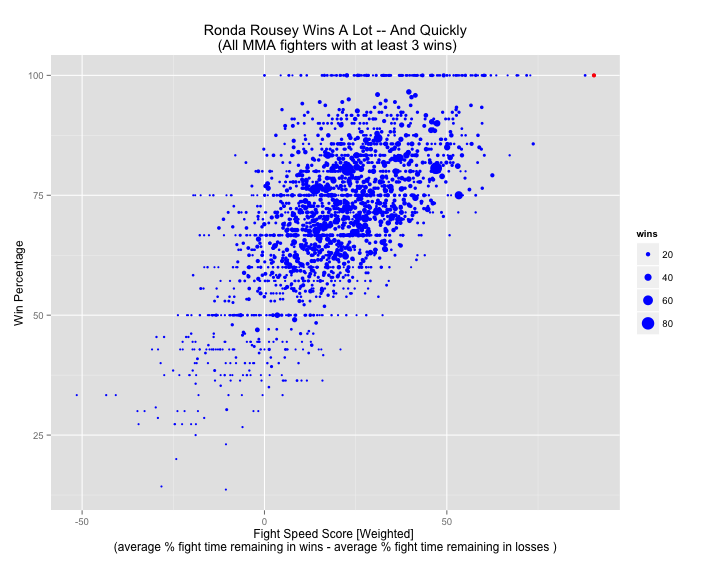 Ronda Rousey Wins A Lot -- And Quickly
(All MMA fighters with at least 3 wins)
100
75
50
25
Win Percentage
wins
20
40
60
80
-50
0
50
Fight Speed Score [Weighted]
(average % fight time remaining in wins - average % fight time remaining in losses )